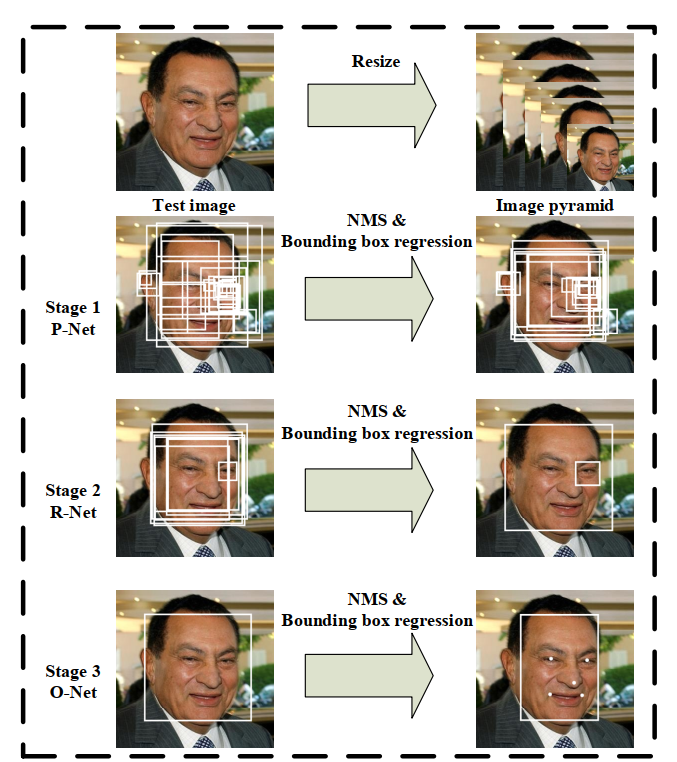 Resize
Test image
Image pyramid
NMS &
Bounding box regression
Stage 1
P-Net
NMS &
Bounding box regression
Stage 2
R-Net
NMS &
Bounding box regression
Stage 3
O-Net